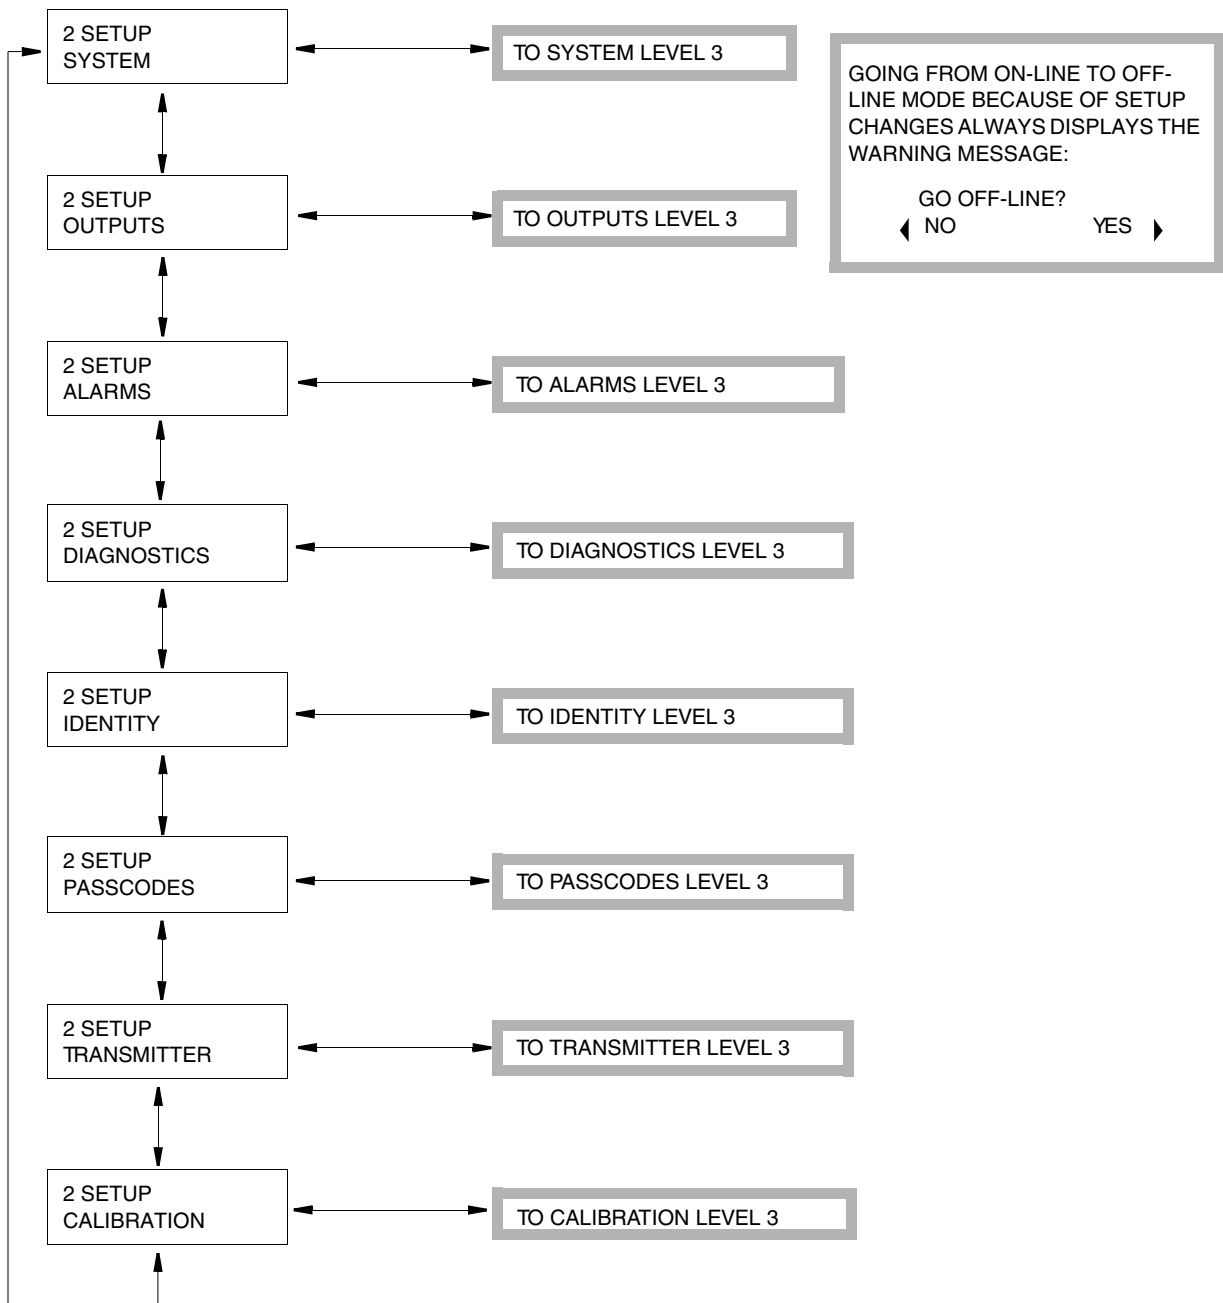 2 SETUP
SYSTEM
TO SYSTEM LEVEL 3
GOING FROM ON-LINE TO OFF-
LINE MODE BECAUSE OF SETUP
CHANGES ALWAYS DISPLAYS THE
WARNING MESSAGE:
GO OFF-LINE?
NO YES
2 SETUP
OUTPUTS
TO OUTPUTS LEVEL 3
2 SETUP
ALARMS
TO ALARMS LEVEL 3
2 SETUP
DIAGNOSTICS
TO DIAGNOSTICS LEVEL 3
2 SETUP
IDENTITY
TO IDENTITY LEVEL 3
2 SETUP
PASSCODES
TO PASSCODES LEVEL 3
2 SETUP
TRANSMITTER
TO TRANSMITTER LEVEL 3
2 SETUP
CALIBRATION
TO CALIBRATION LEVEL 3